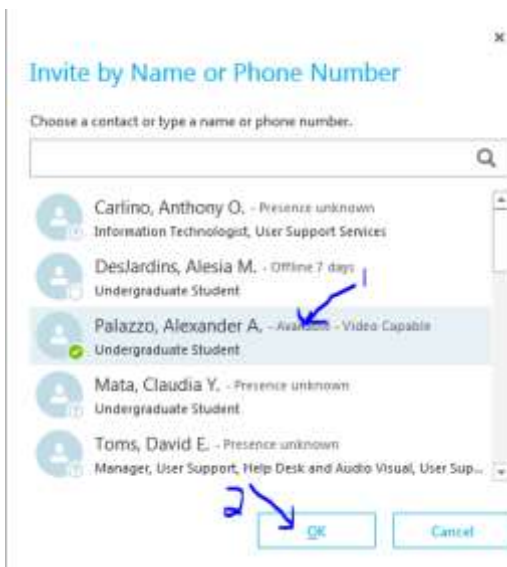 ×
Invite by Name or Phone Number
Choose a contact or type a name or phone number.
Carlino, Anthony O. - Presence unknown
Information Technologist, User Support Services
DesJardins, Alesia M. - Offline 7 days
Undergraduate Student
1
Palazzo, Alexander A. - Available - Video Capable
Undergraduate Student
Mata, Claudia Y. - Presence unknown
Undergraduate Student
Toms, David E. - Presence unknown
Manager, User Support, Help Desk and Audio Visual, User Sup...
2
OK Cancel